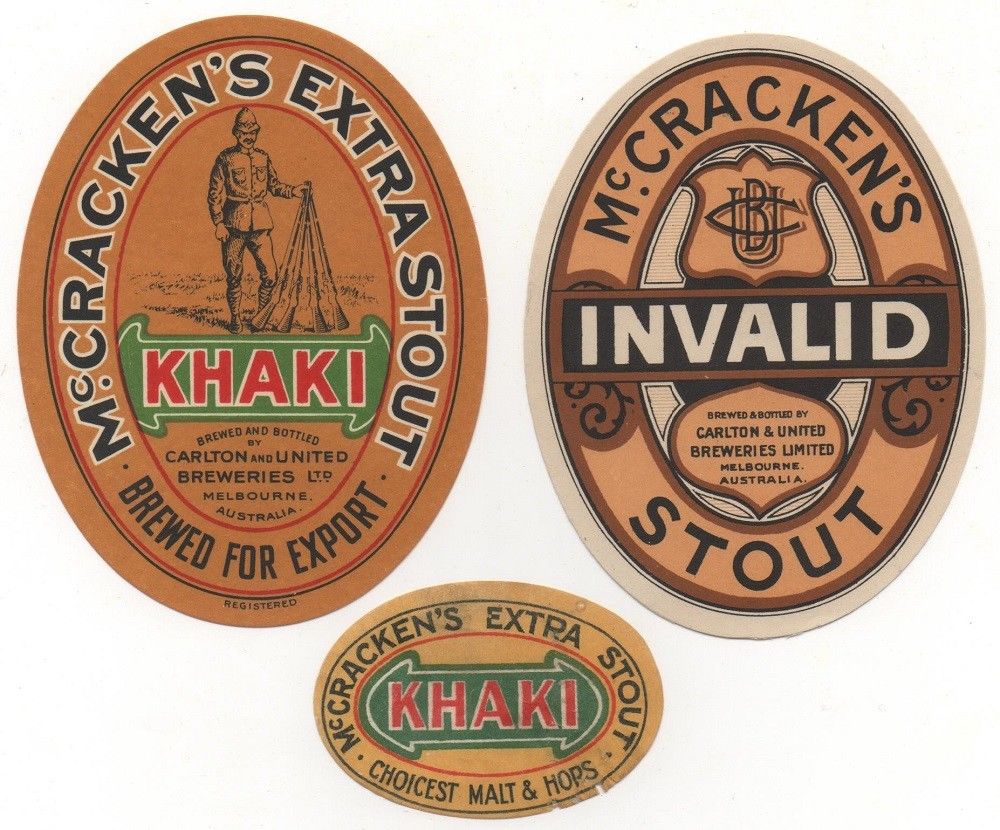 McCRACKEN'S EXTRA STOUT
KHAKI
BREWED AND BOTTLED
BY
CARLTON AND UNITED
BREWERIES LTD
MELBOURNE.
AUSTRALIA.
· BREWED FOR EXPORT ·
REGISTERED
Mc.CRACKEN'S
CUB
INVALID
BREWED & BOTTLED BY
CARLTON & UNITED
BREWERIES LIMITED
MELBOURNE.
AUSTRALIA.
STOUT
McCRACKEN'S EXTRA STOUT
KHAKI
· CHOICEST MALT & HOPS ·